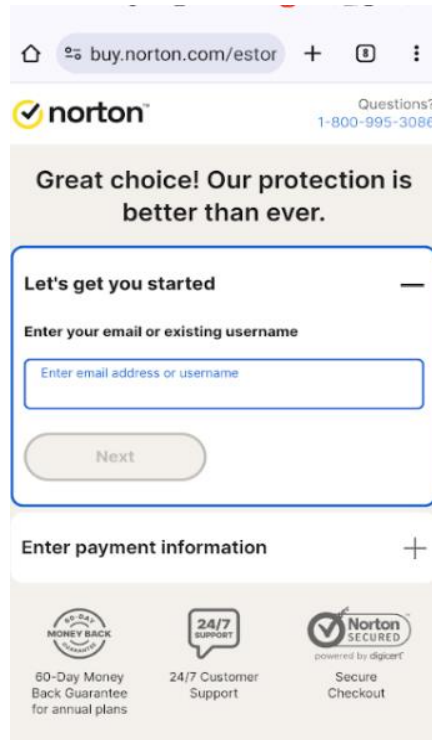 buy.norton.com/estor
8
norton
Questions?
1-800-995-3086
Great choice! Our protection is
better than ever.
Let's get you started
Enter your email or existing username
Enter email address or username
Next
Enter payment information
60-DAY
MONEY BACK
GUARANTEE
60-Day Money
Back Guarantee
for annual plans
24/7
SUPPORT
24/7 Customer
Support
Norton
SECURED
powered by digicert
Secure
Checkout